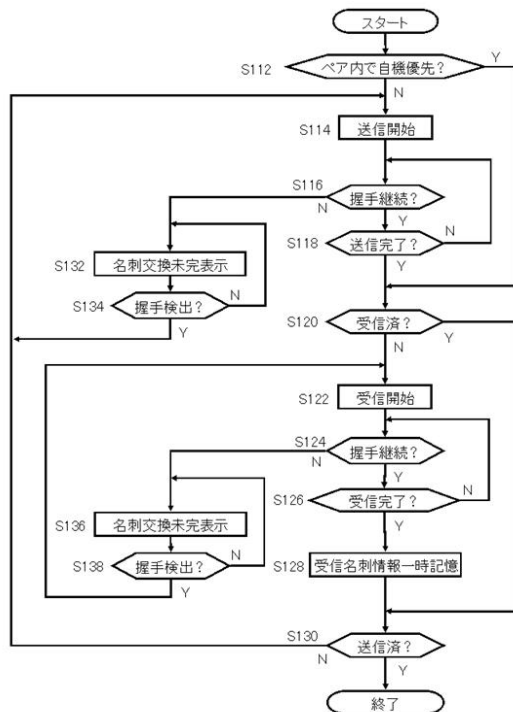 スタート
S112 ペア内で自機優先？ Y
N
S114 送信開始
S116 握手継続？
N Y
S118 送信完了？ N
Y
S132 名刺交換未完表示
S134 握手検出？ N
Y
S120 受信済？ Y
N
S122 受信開始
S124 握手継続？
N Y
S126 受信完了？ N
Y
S136 名刺交換未完表示
S138 握手検出？ N
Y
S128 受信名刺情報一時記憶
S130 送信済？
N Y
終了